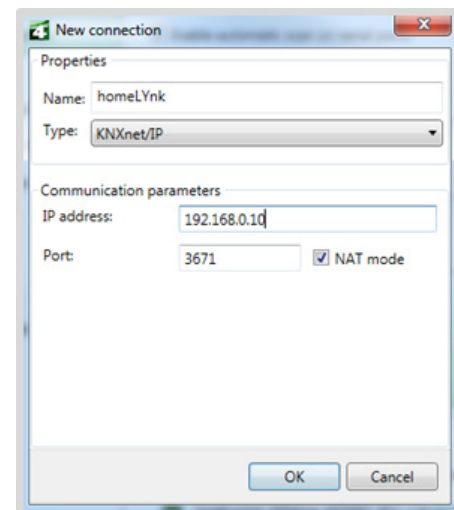 New connection
Properties
Name: homeLYnk
Type: KNXnet/IP
Communication parameters
IP address: 192.168.0.10
Port: 3671 NAT mode
OK Cancel